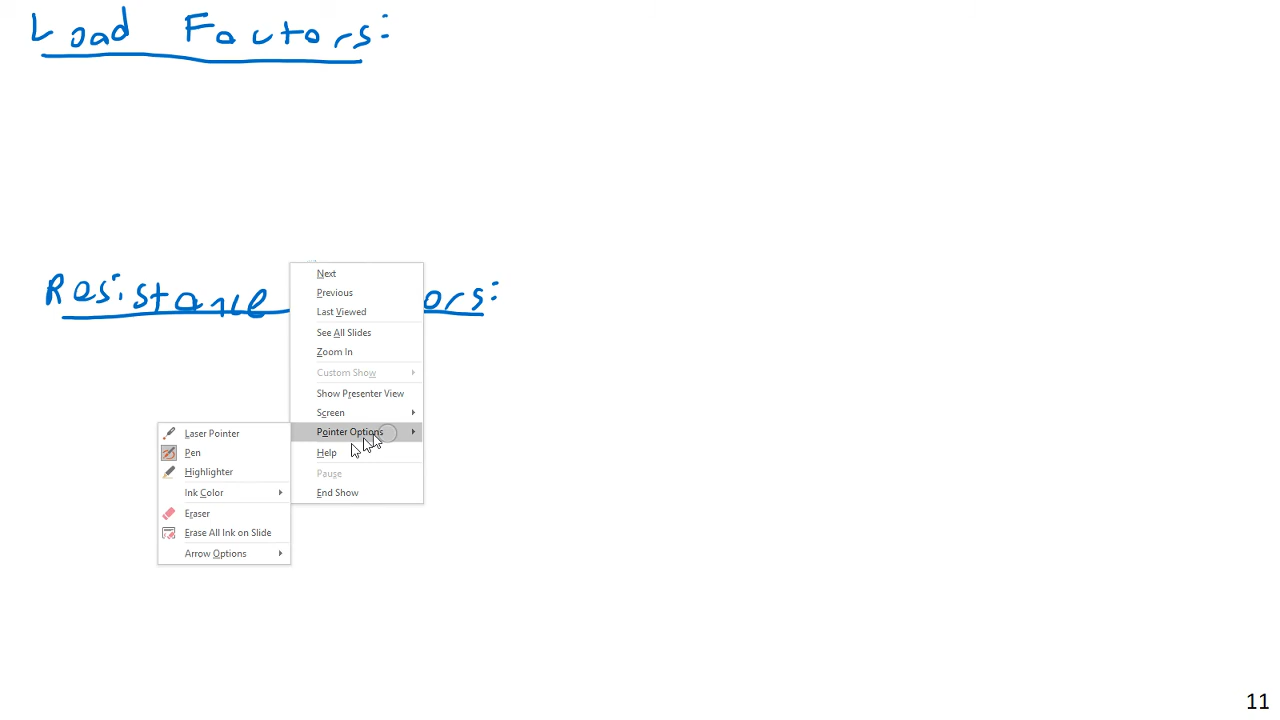 Load Factors:
Resistance ors:
Next
Previous
Last Viewed
See All Slides
Zoom In
Custom Show
Show Presenter View
Screen
Pointer Options
Help
Pause
End Show
Laser Pointer
Pen
Highlighter
Ink Color
Eraser
Erase All Ink on Slide
Arrow Options
11